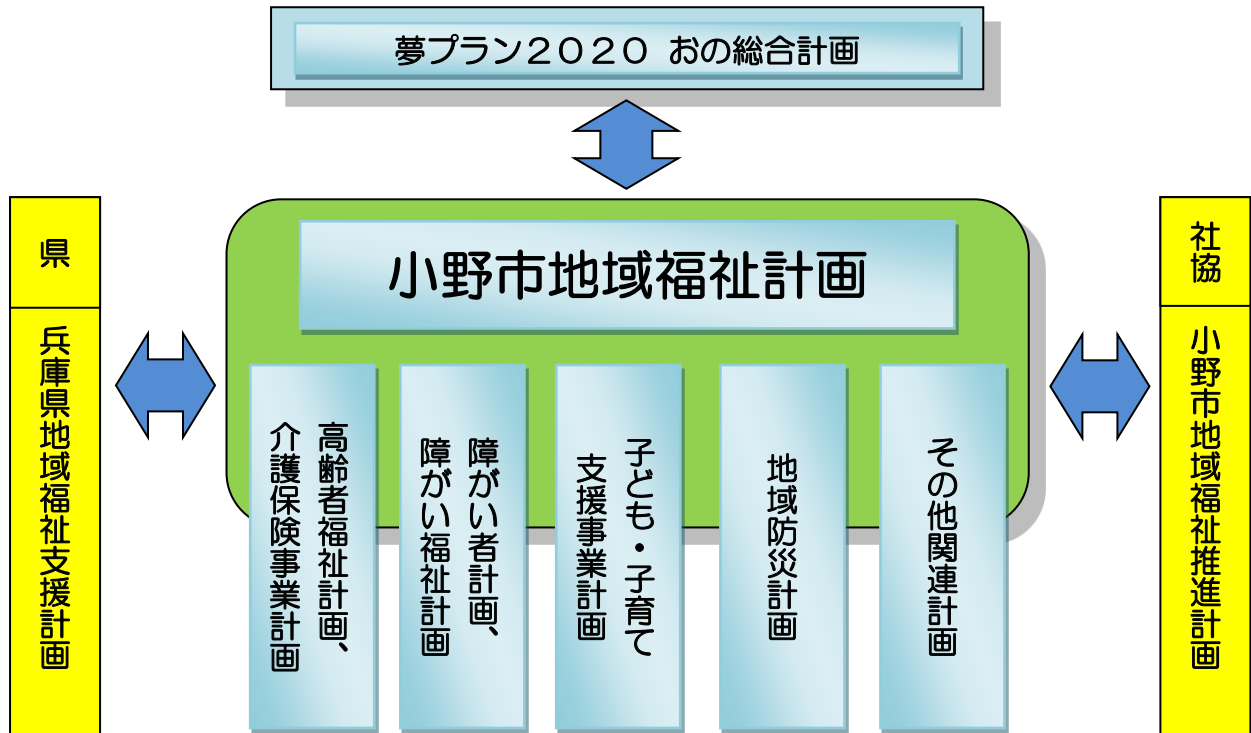 夢プラン２０２０ おの総合計画
小野市地域福祉計画
県
兵庫県地域福祉支援計画
高齢者福祉計画、
介護保険事業計画
障がい者計画、
障がい福祉計画
子ども・子育て
支援事業計画
地域防災計画
その他関連計画
社協
小野市地域福祉推進計画